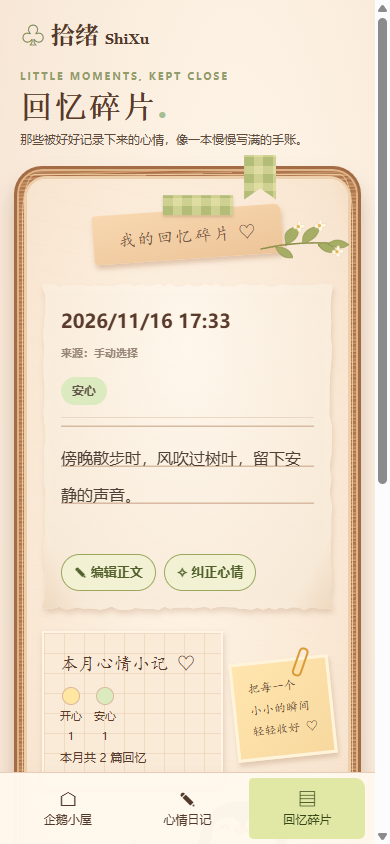 拾绪 ShiXu
LITTLE MOMENTS, KEPT CLOSE
回忆碎片.
那些被好好记录下来的心情，像一本慢慢写满的手账。
我的回忆碎片 ♡
2026/11/16 17:33
来源：手动选择
安心
傍晚散步时，风吹过树叶，留下安
静的声音。
编辑正文
纠正心情
本月心情小记 ♡
开心 安心
1 1
本月共 2 篇回忆
把每一个
小小的瞬间
轻轻收好 ♡
企鹅小屋
心情日记
回忆碎片